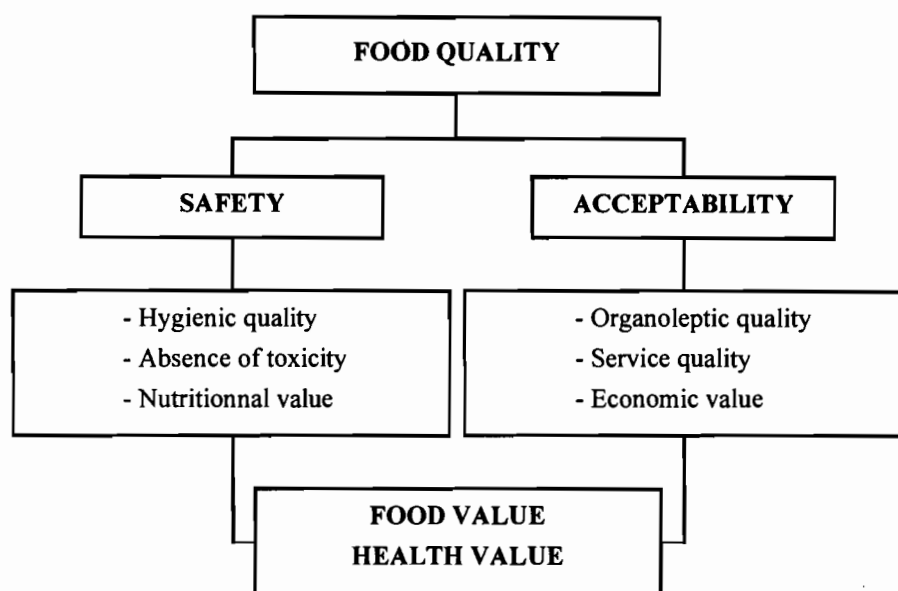 FOOD QUALITY
SAFETY
ACCEPTABILITY
- Hygienic quality
- Absence of toxicity
- Nutritionnal value
- Organoleptic quality
- Service quality
- Economic value
FOOD VALUE
HEALTH VALUE